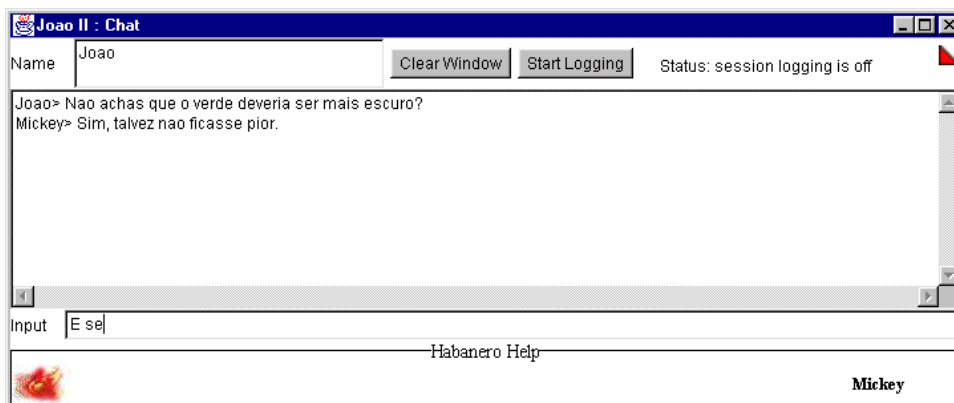 Joao II : Chat
Name Joao Clear Window Start Logging Status: session logging is off
Joao> Nao achas que o verde deveria ser mais escuro?
Mickey> Sim, talvez nao ficasse pior.
Input E se
Habanero Help
Mickey